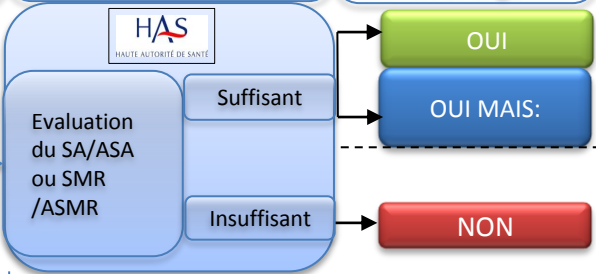 HAS
HAUTE AUTORITÉ DE SANTÉ
OUI
Suffisant
OUI MAIS:
Evaluation
du SA/ASA
ou SMR
/ASMR
Insuffisant
NON